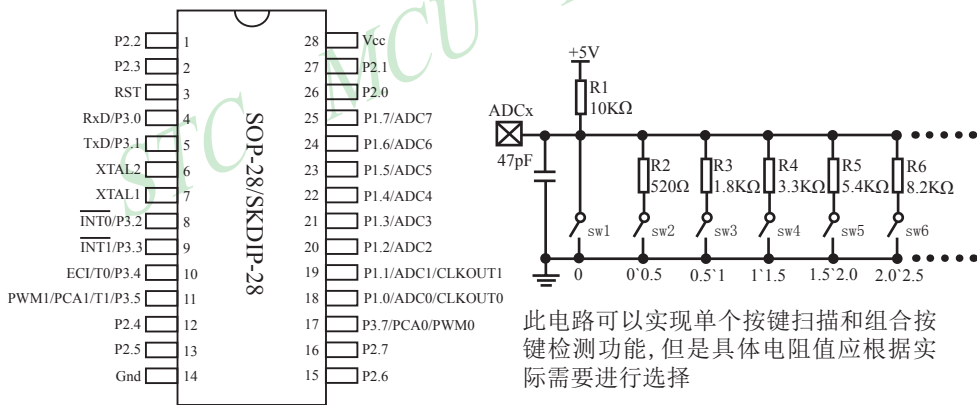 STC MCU
P2.2 1
P2.3 2
RST 3
RxD/P3.0 4
TxD/P3.1 5
XTAL2 6
XTAL1 7
INT0/P3.2 8
INT1/P3.3 9
ECI/T0/P3.4 10
PWM1/PCA1/T1/P3.5 11
P2.4 12
P2.5 13
Gnd 14
SOP-28/SKDIP-28
28 Vcc
27 P2.1
26 P2.0
25 P1.7/ADC7
24 P1.6/ADC6
23 P1.5/ADC5
22 P1.4/ADC4
21 P1.3/ADC3
20 P1.2/ADC2
19 P1.1/ADC1/CLKOUT1
18 P1.0/ADC0/CLKOUT0
17 P3.7/PCA0/PWM0
16 P2.7
15 P2.6
+5V
R1
10KΩ
ADCx
47pF
R2 R3 R4 R5 R6
520Ω 1.8KΩ 3.3KΩ 5.4KΩ 8.2KΩ
sw1 sw2 sw3 sw4 sw5 sw6
0 0`0.5 0.5`1 1`1.5 1.5`2.0 2.0`2.5
此电路可以实现单个按键扫描和组合按
键检测功能,但是具体电阻值应根据实
际需要进行选择